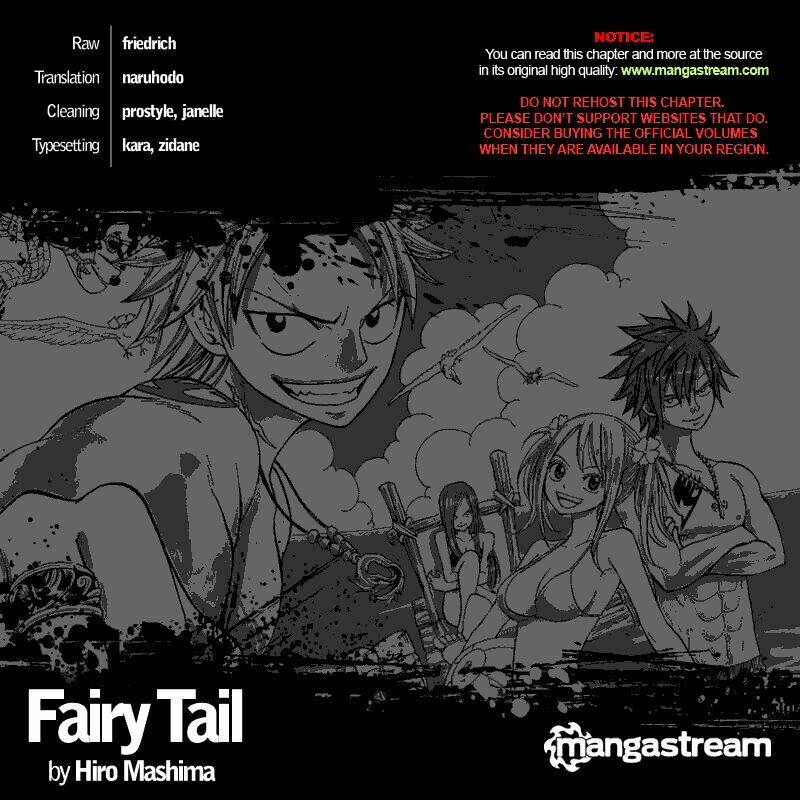 Raw friedrich
Translation naruhodo
Cleaning prostyle, janelle
Typesetting kara, zidane
NOTICE:
You can read this chapter and more at the source
in its original high quality: www.mangastream.com
DO NOT REHOST THIS CHAPTER.
PLEASE DON'T SUPPORT WEBSITES THAT DO.
CONSIDER BUYING THE OFFICIAL VOLUMES
WHEN THEY ARE AVAILABLE IN YOUR REGION.
Fairy Tail
by Hiro Mashima
mangastream